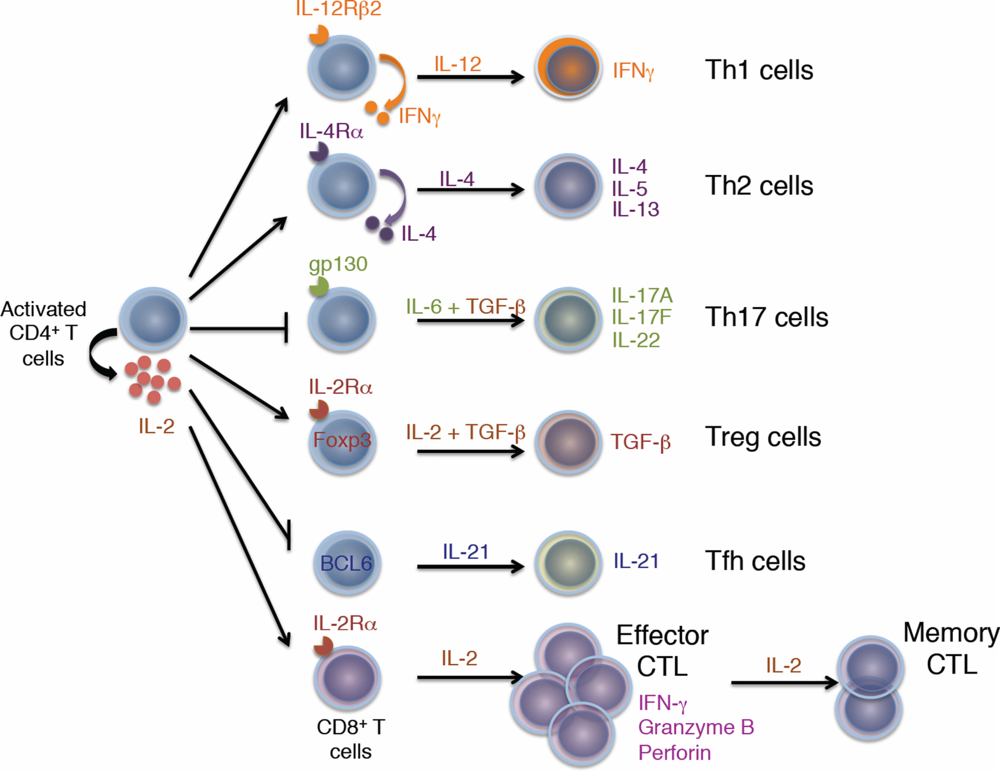 IL-12Rβ2
IL-12
IFNγ
Th1 cells
IFNγ
IL-4Rα
IL-4
IL-4
IL-5
IL-13
Th2 cells
IL-4
gp130
IL-6 + TGF-β
IL-17A
IL-17F
IL-22
Th17 cells
Activated
CD4⁺ T
cells
IL-2
IL-2Rα
Foxp3
IL-2 + TGF-β
TGF-β
Treg cells
BCL6
IL-21
IL-21
Tfh cells
IL-2Rα
CD8⁺ T
cells
IL-2
Effector
CTL
IFN-γ
Granzyme B
Perforin
IL-2
Memory
CTL